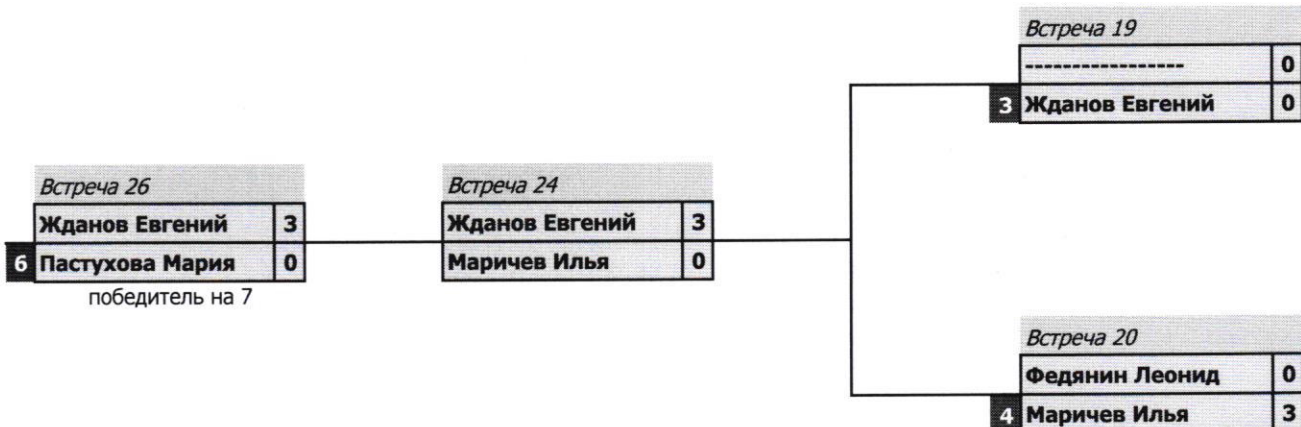 Встреча 19
----------------- 0
3 Жданов Евгений 0
Встреча 26
Жданов Евгений 3
6 Пастухова Мария 0
победитель на 7
Встреча 24
Жданов Евгений 3
Маричев Илья 0
Встреча 20
Федянин Леонид 0
4 Маричев Илья 3